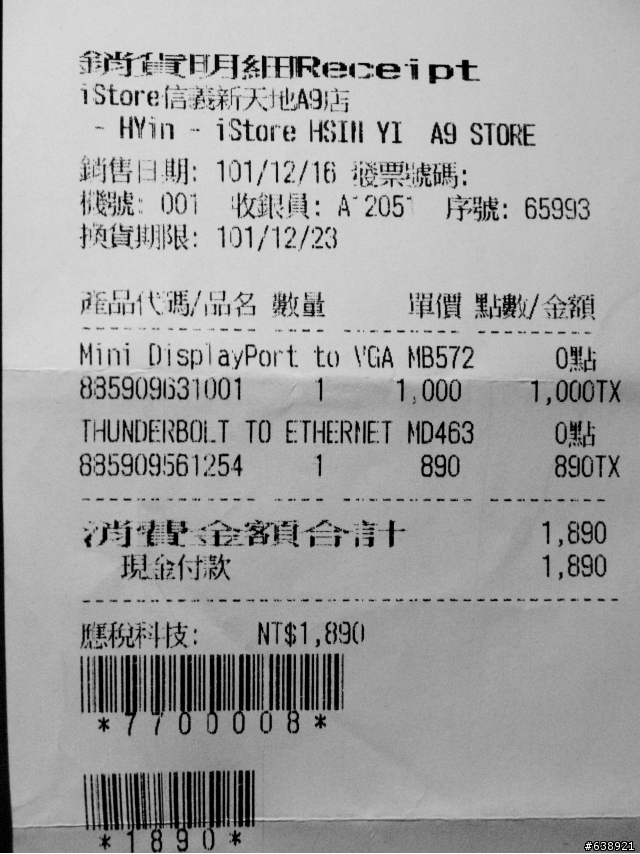 銷貨明細Receipt
iStore信義新天地A9店
- HYin - iStore HSIN YI A9 STORE
銷售日期: 101/12/16 發票號碼:
機號: 001 收銀員: A12051 序號: 65993
換貨期限: 101/12/23
產品代碼/品名 數量 單價 點數/金額
Mini DisplayPort to VGA MB572 0點
885909631001 1 1,000 1,000TX
THUNDERBOLT TO ETHERNET MD463 0點
885909561254 1 890 890TX
消費金額合計 1,890
現金付款 1,890
應稅科技: NT$1,890
*7700008*
*1890*
#638921